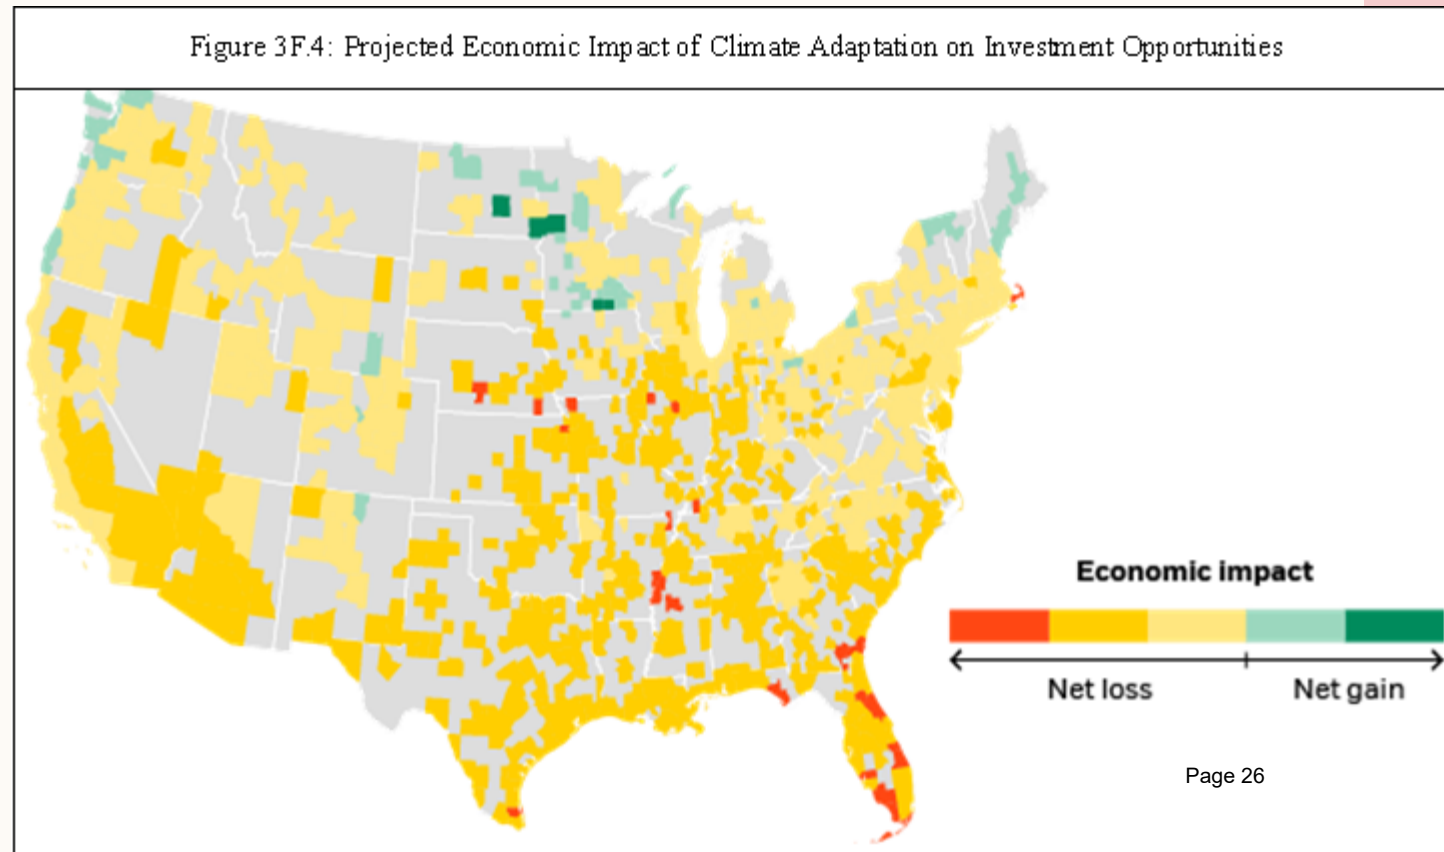 Figure 3F.4: Projected Economic Impact of Climate Adaptation on Investment Opportunities
Economic impact
Net loss
Net gain
Page 26